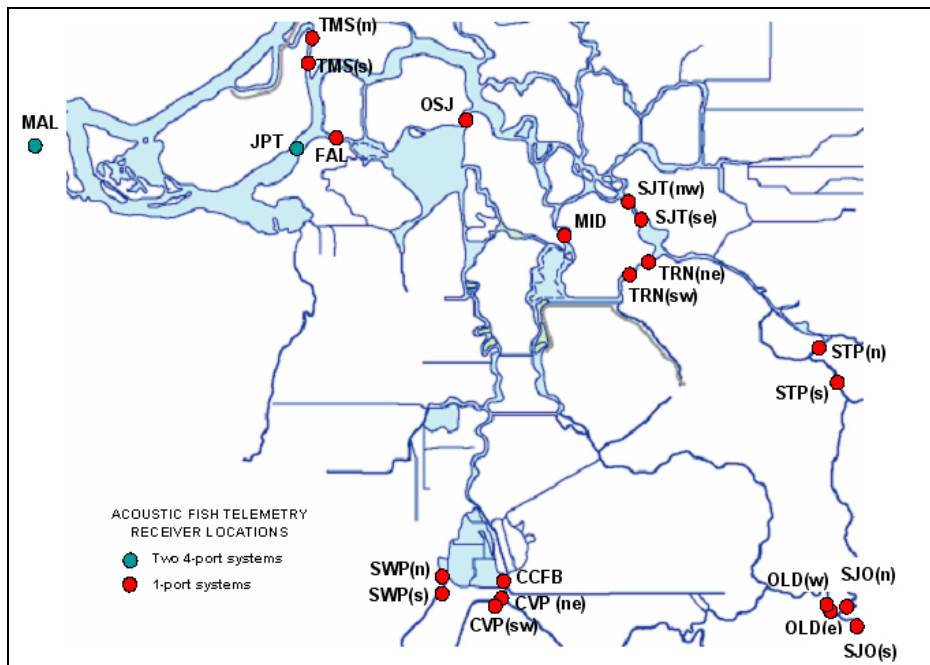 TMS(n)
TMS(s)
OSJ
MAL
JPT
FAL
SJT(nw)
SJT(se)
MID
TRN(ne)
TRN(sw)
STP(n)
STP(s)
ACOUSTIC FISH TELEMETRY
RECEIVER LOCATIONS
Two 4-port systems
1-port systems
SWP(n)
SWP(s)
CCFB
CVP (ne)
CVP(sw)
OLD(w)
SJO(n)
OLD(e)
SJO(s)